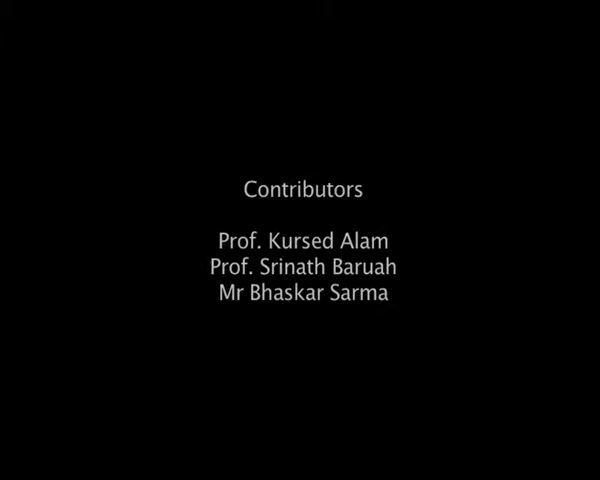 Contributors
Prof. Kursed Alam
Prof. Srinath Baruah
Mr Bhaskar Sarma